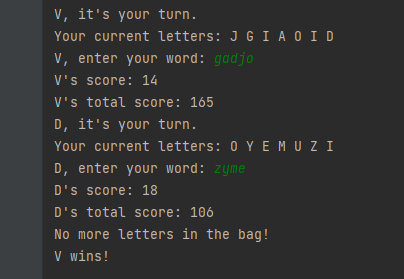 V, it's your turn.
Your current letters: J G I A O I D
V, enter your word: gadjo
V's score: 14
V's total score: 165
D, it's your turn.
Your current letters: O Y E M U Z I
D, enter your word: zyme
D's score: 18
D's total score: 106
No more letters in the bag!
V wins!